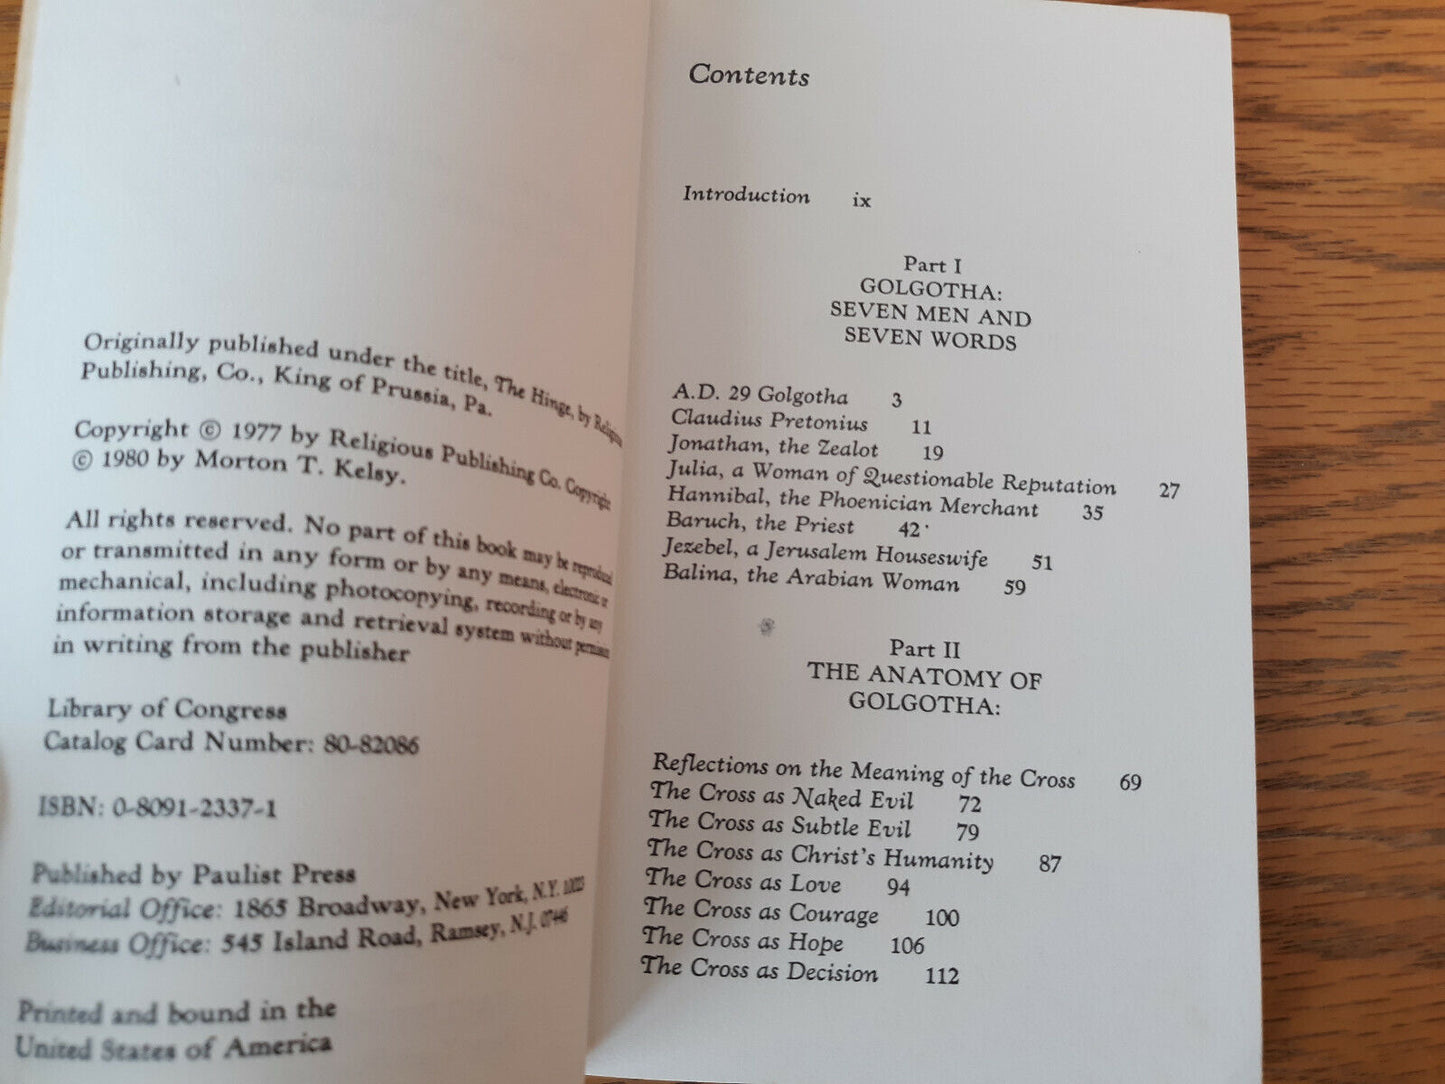 Originally published under the title, The Hinge, by Religious
Publishing, Co., King of Prussia, Pa.
Copyright © 1977 by Religious Publishing Co. Copyright
© 1980 by Morton T. Kelsy.
All rights reserved. No part of this book may be reproduced
or transmitted in any form or by any means, electronic or
mechanical, including photocopying, recording or by any
information storage and retrieval system without permission
in writing from the publisher
Library of Congress
Catalog Card Number: 80-82086
ISBN: 0-8091-2337-1
Published by Paulist Press
Editorial Office: 1865 Broadway, New York, N.Y. 10023
Business Office: 545 Island Road, Ramsey, N.J. 07446
Printed and bound in the
United States of America
Contents
Introduction ix
Part I
GOLGOTHA:
SEVEN MEN AND
SEVEN WORDS
A.D. 29 Golgotha 3
Claudius Pretonius 11
Jonathan, the Zealot 19
Julia, a Woman of Questionable Reputation 27
Hannibal, the Phoenician Merchant 35
Baruch, the Priest 42
Jezebel, a Jerusalem Houseswife 51
Balina, the Arabian Woman 59
Part II
THE ANATOMY OF
GOLGOTHA:
Reflections on the Meaning of the Cross 69
The Cross as Naked Evil 72
The Cross as Subtle Evil 79
The Cross as Christ's Humanity 87
The Cross as Love 94
The Cross as Courage 100
The Cross as Hope 106
The Cross as Decision 112